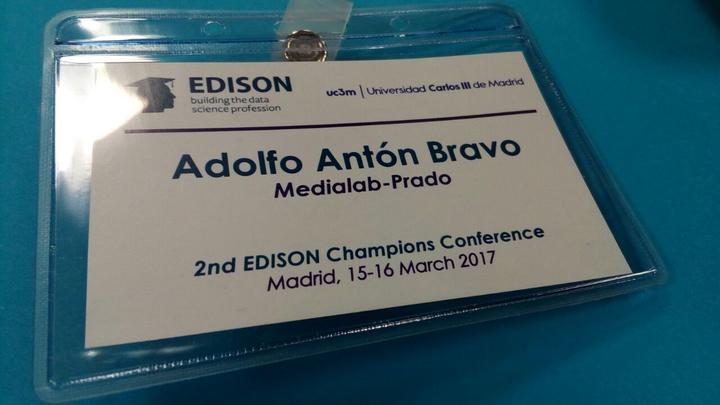 EDISON
building the data
science profession
uc3m | Universidad Carlos III de Madrid
Adolfo Antón Bravo
Medialab-Prado
2nd EDISON Champions Conference
Madrid, 15-16 March 2017